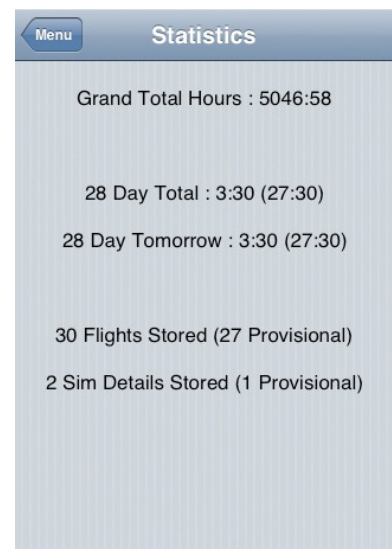 Menu
Statistics
Grand Total Hours : 5046:58
28 Day Total : 3:30 (27:30)
28 Day Tomorrow : 3:30 (27:30)
30 Flights Stored (27 Provisional)
2 Sim Details Stored (1 Provisional)